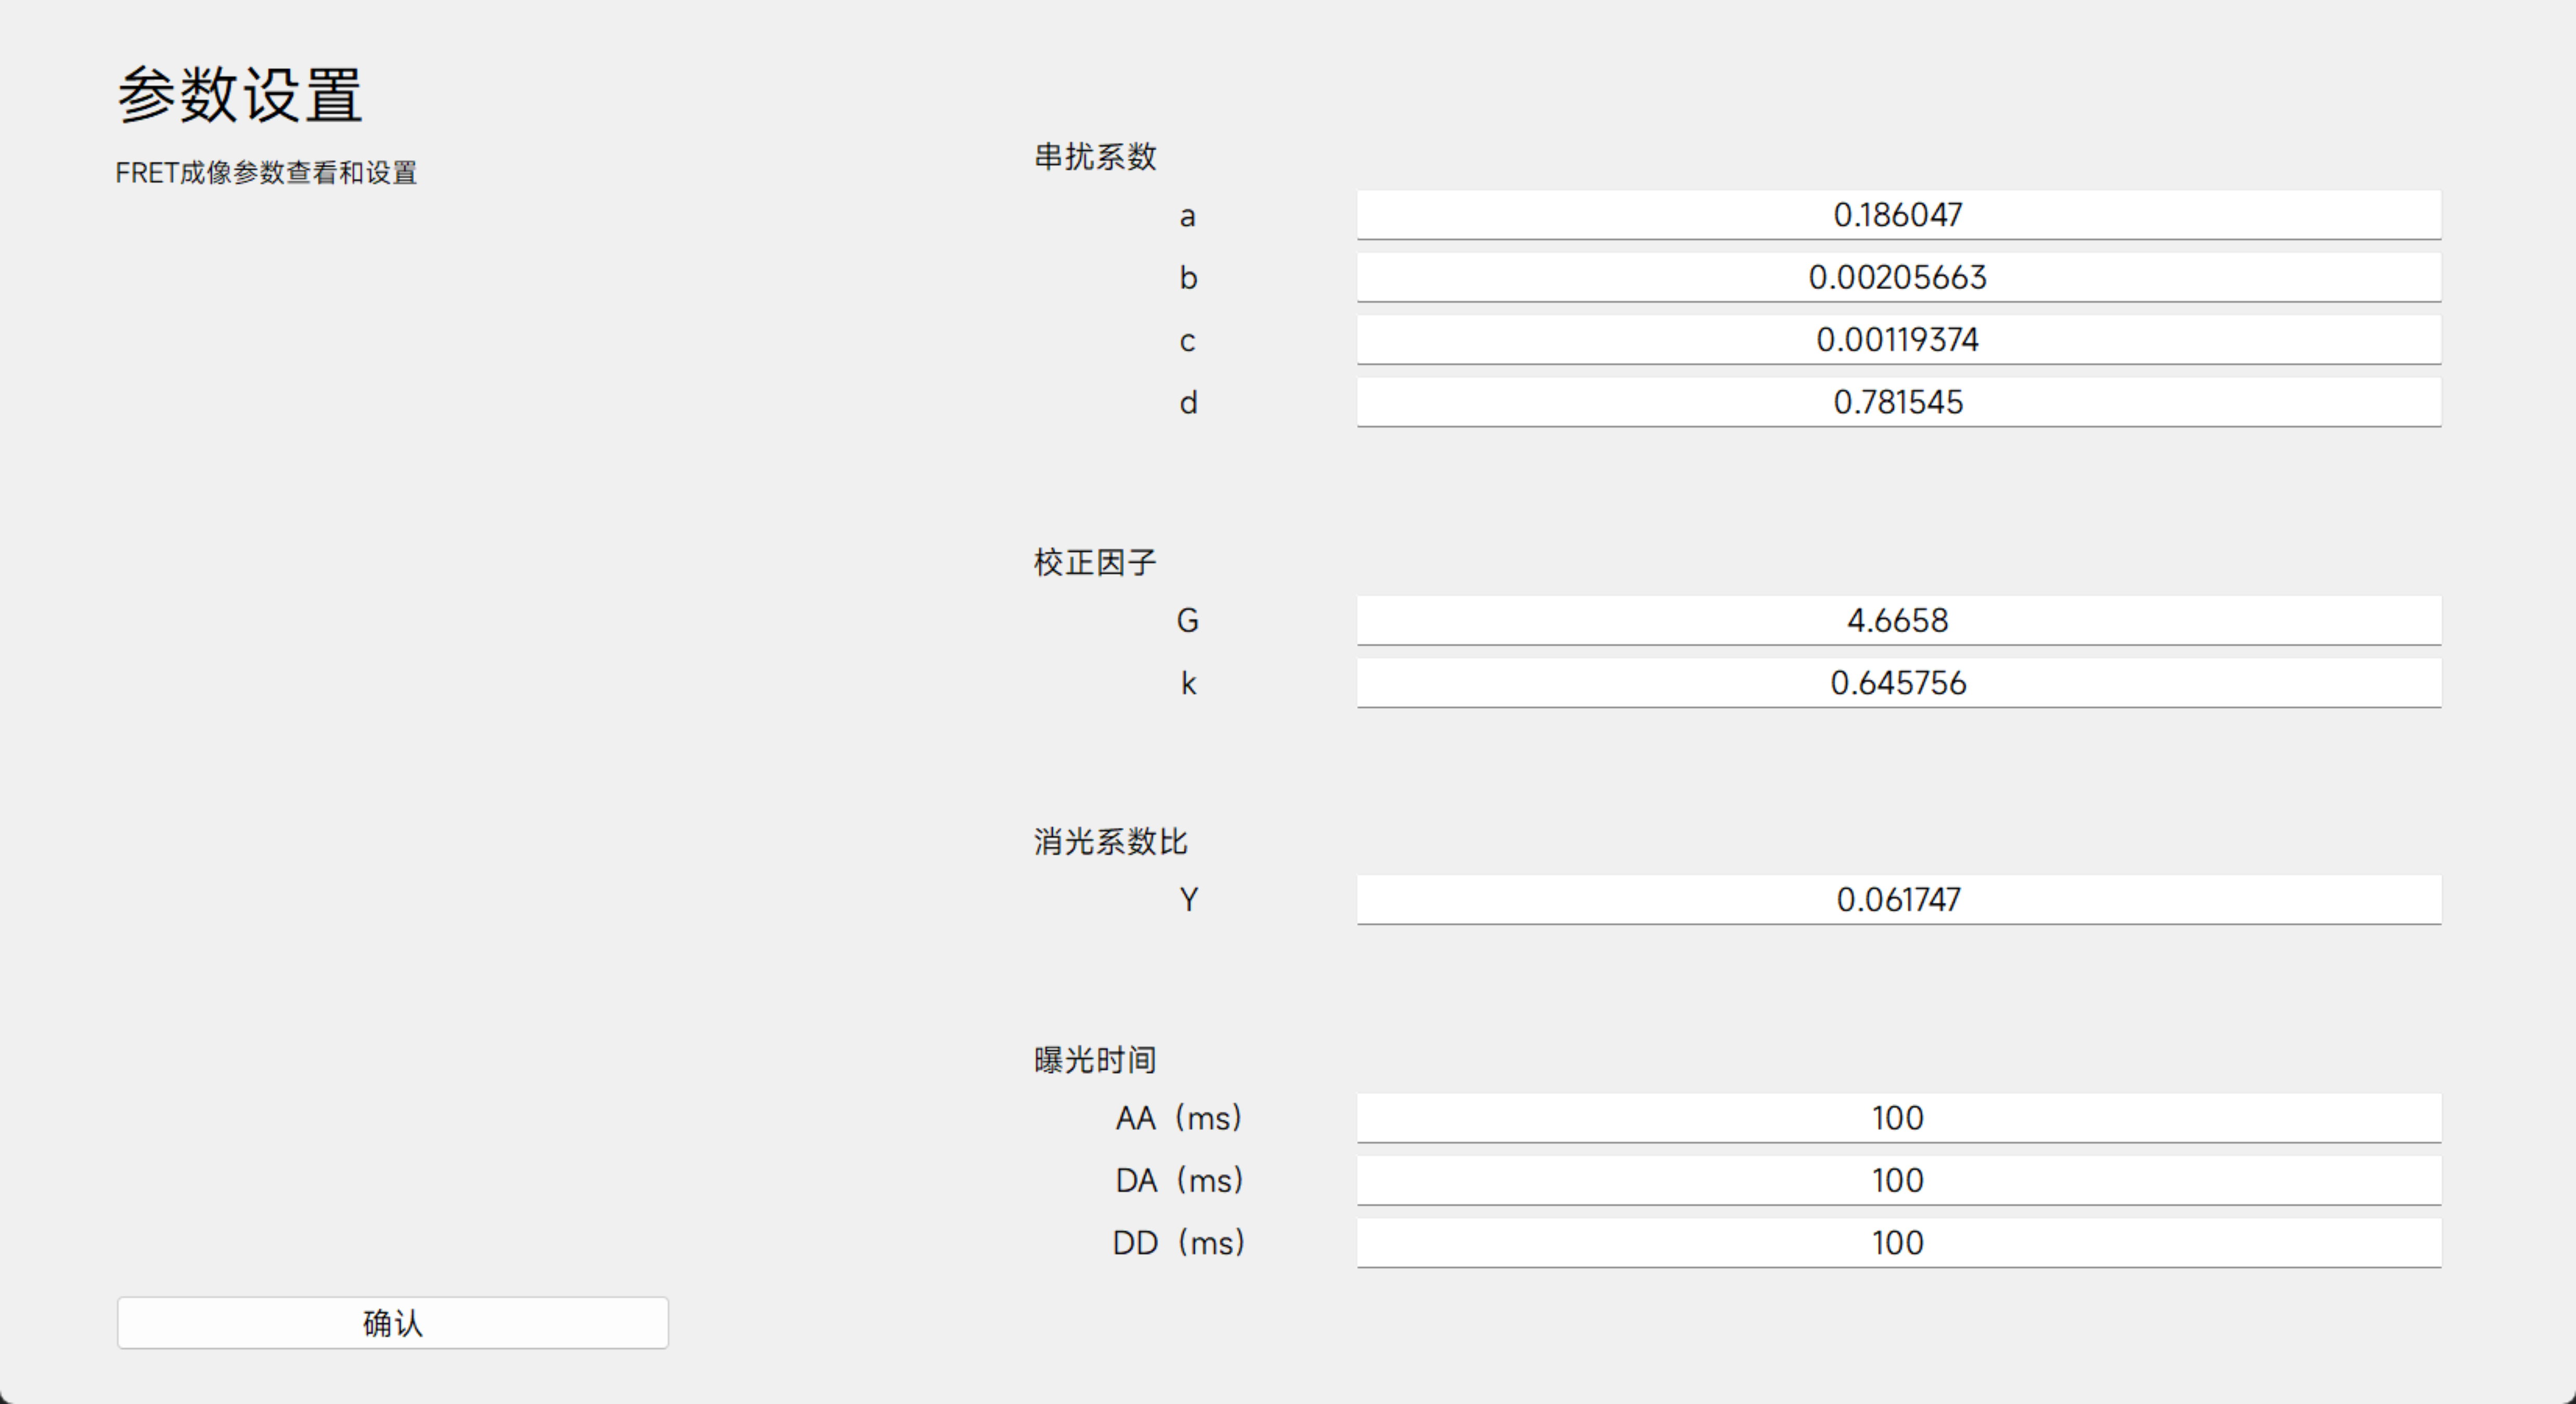 参数设置
FRET成像参数查看和设置
串扰系数
a 0.186047
b 0.00205663
c 0.00119374
d 0.781545
校正因子
G 4.6658
k 0.645756
消光系数比
Y 0.061747
曝光时间
AA（ms） 100
DA（ms） 100
DD（ms） 100
确认